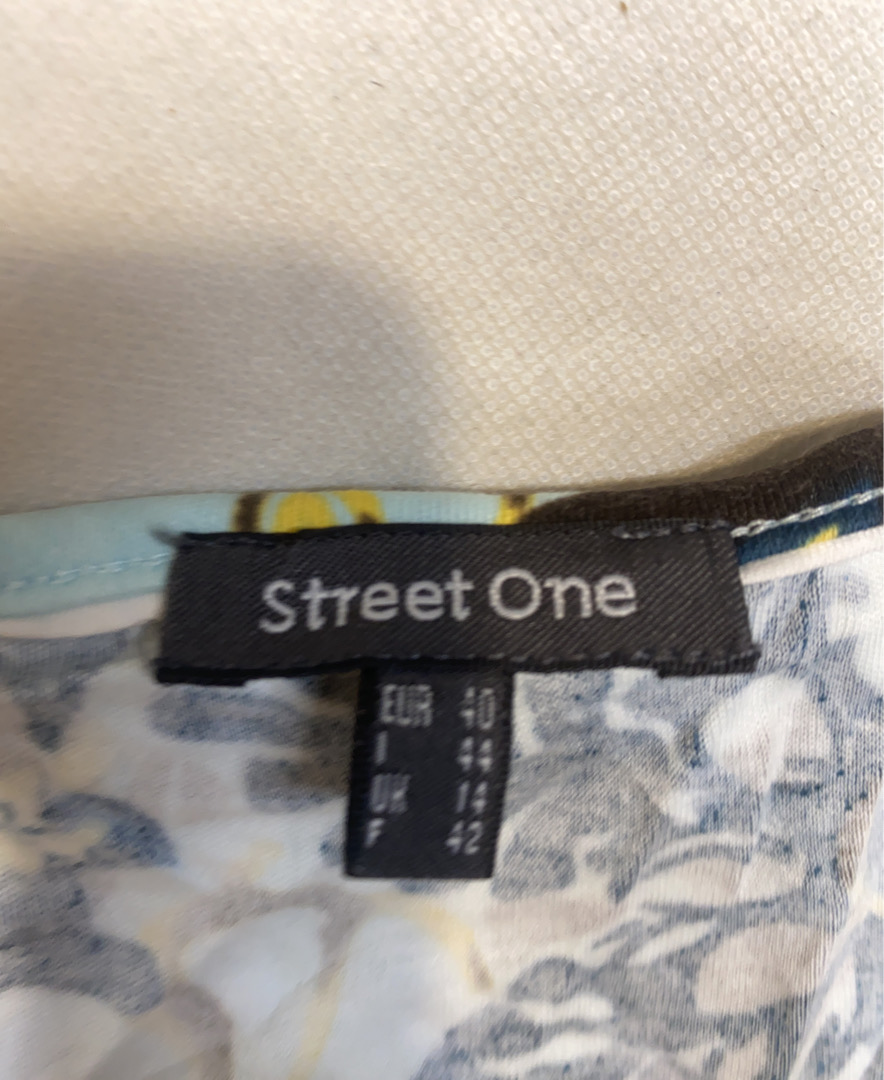 Street One
EUR 40
I 44
UK 14
F 42